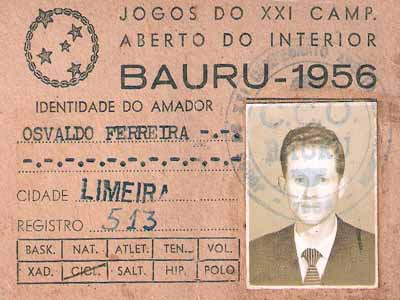 JOGOS DO XXI CAMP.
ABERTO DO INTERIOR
BAURU-1956
IDENTIDADE DO AMADOR
OSVALDO FERREIRA -.-.
-.-.-.-.-.-.-.-.-.-.-.
CIDADE LIMEIRA
REGISTRO 513
BASK. NAT. ATLET. TEN.. VOL.
XAD. CICL. SALT. HIP. POLO
C.C.O.
BAURU